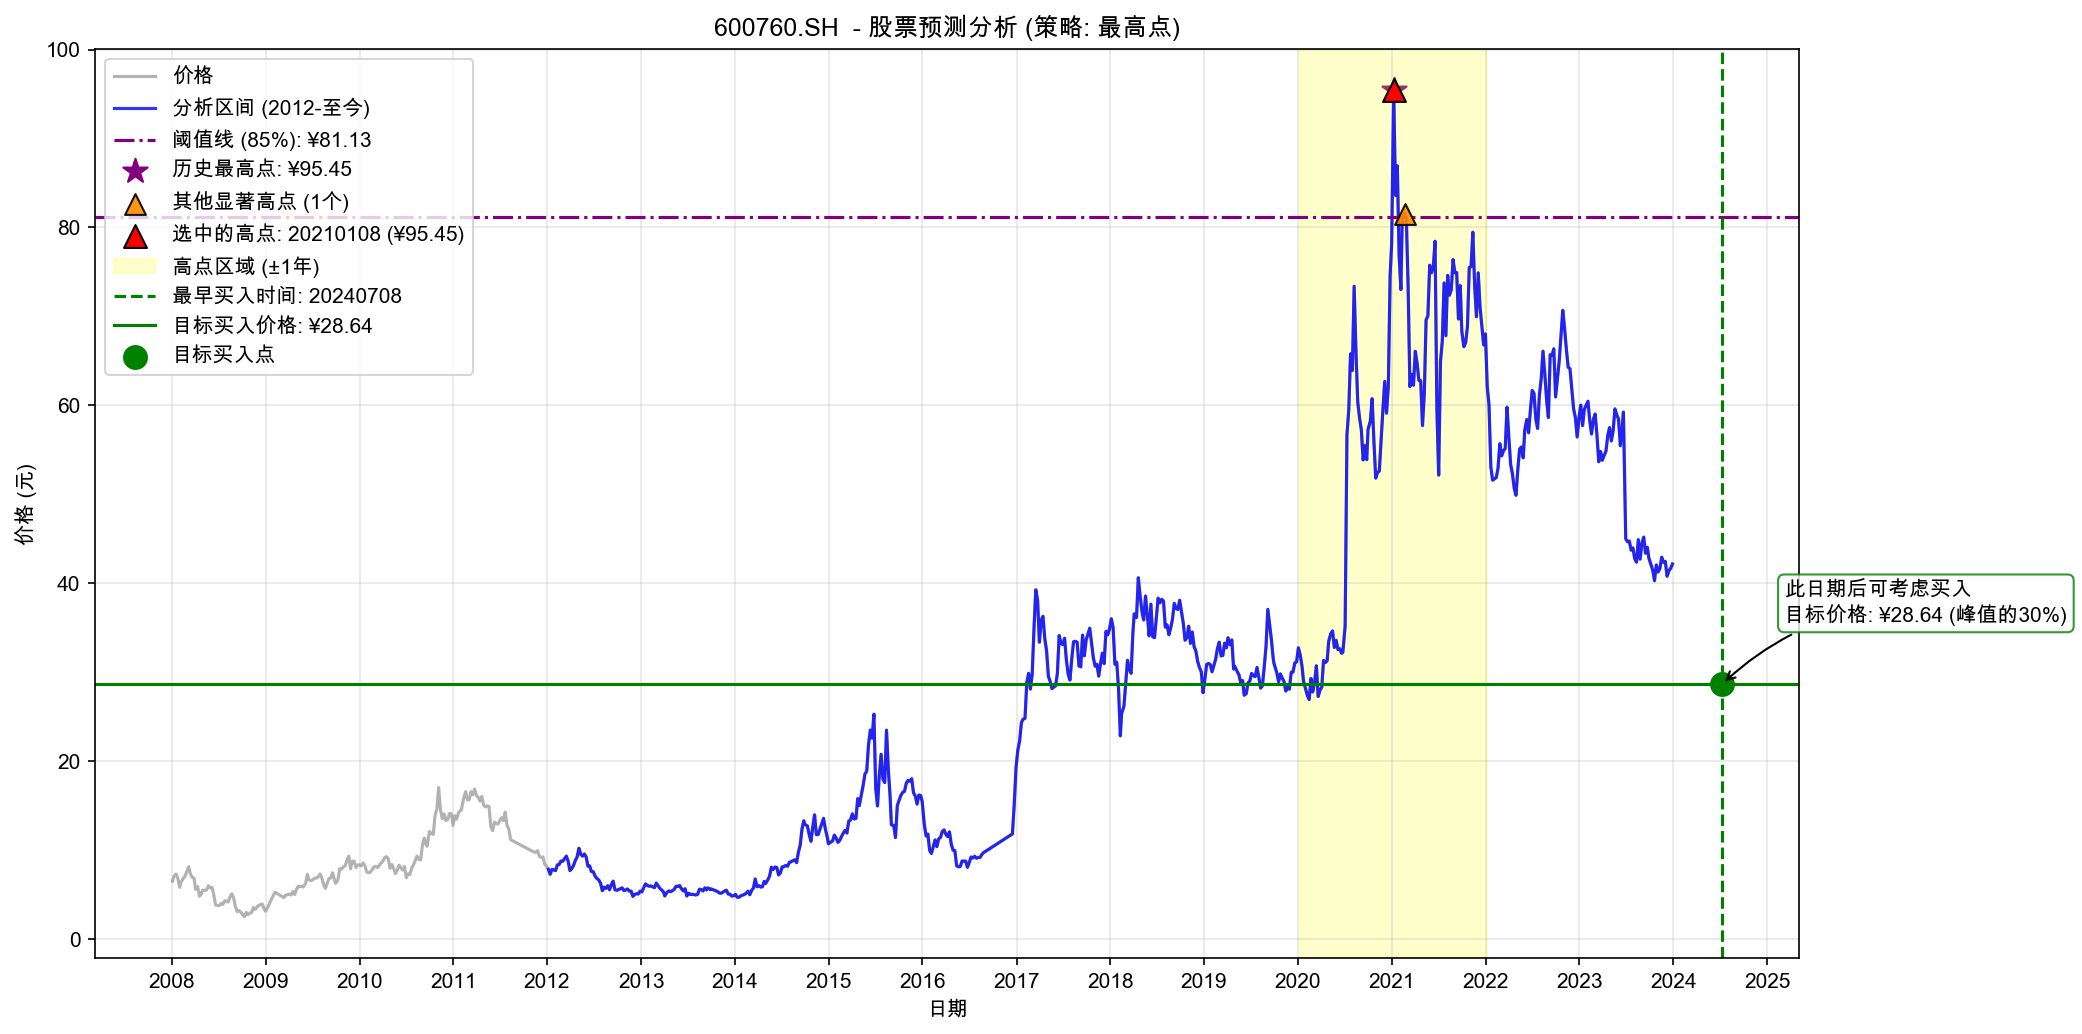 600760.SH - 股票预测分析 (策略: 最高点)
价格
分析区间 (2012-至今)
阈值线 (85%): ¥81.13
历史最高点: ¥95.45
其他显著高点 (1个)
选中的高点: 20210108 (¥95.45)
高点区域 (±1年)
最早买入时间: 20240708
目标买入价格: ¥28.64
目标买入点
100
80
60
40
20
0
价格 (元)
此日期后可考虑买入
目标价格: ¥28.64 (峰值的30%)
2008 2009 2010 2011 2012 2013 2014 2015 2016 2017 2018 2019 2020 2021 2022 2023 2024 2025
日期